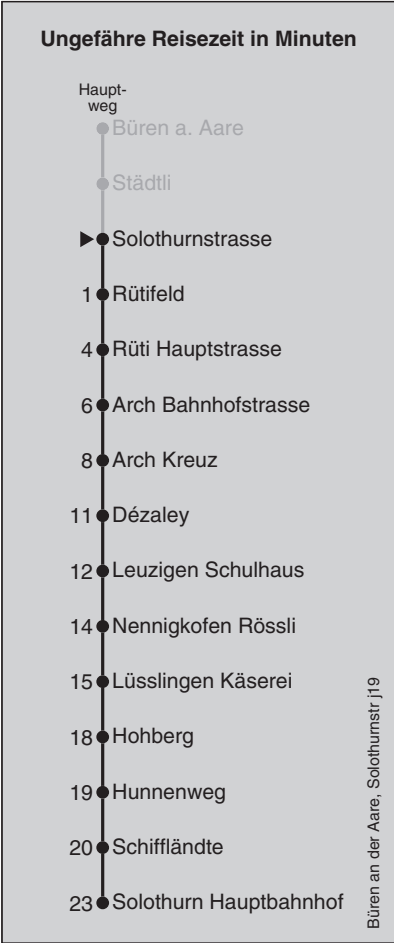 Ungefähre Reisezeit in Minuten
Haupt-
weg
Büren a. Aare
Städtli
Solothurnstrasse
1 Rütifeld
4 Rüti Hauptstrasse
6 Arch Bahnhofstrasse
8 Arch Kreuz
11 Dézaley
12 Leuzigen Schulhaus
14 Nennigkofen Rössli
15 Lüsslingen Käserei
18 Hohberg
19 Hunnenweg
20 Schiffländte
23 Solothurn Hauptbahnhof
Büren an der Aare, Solothurnstr j19